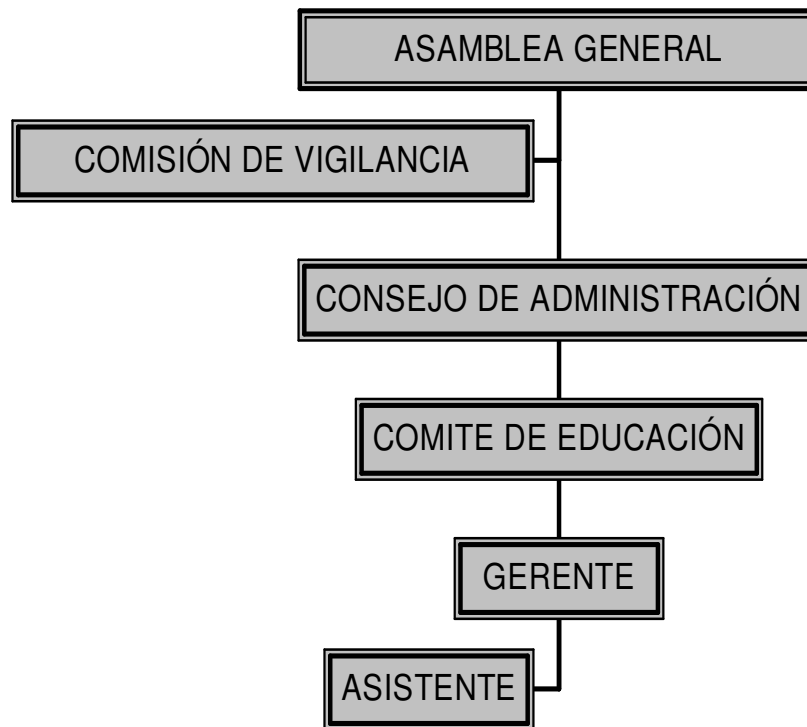 ASAMBLEA GENERAL
COMISIÓN DE VIGILANCIA
CONSEJO DE ADMINISTRACIÓN
COMITE DE EDUCACIÓN
GERENTE
ASISTENTE